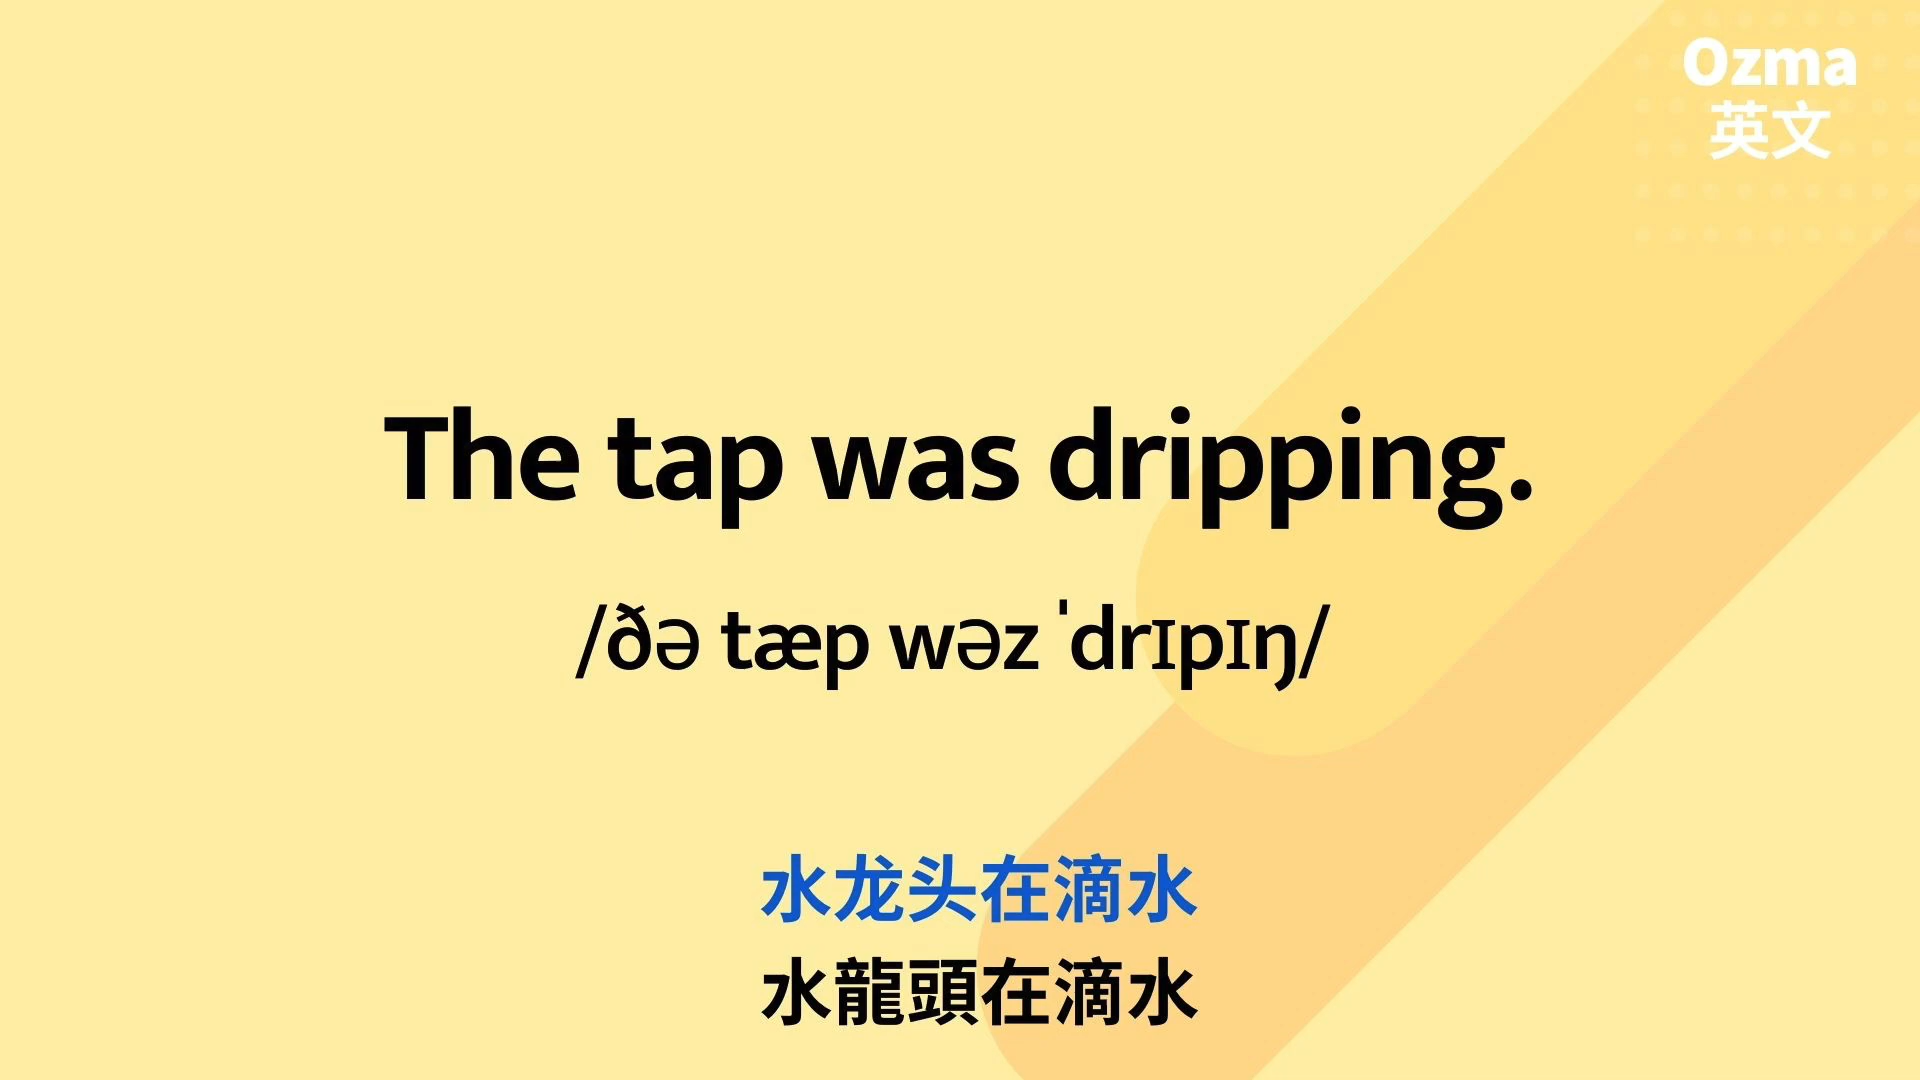 Ozma
英文
The tap was dripping.
/ðə tæp wəz ˈdrɪpɪŋ/
水龙头在滴水
水龍頭在滴水